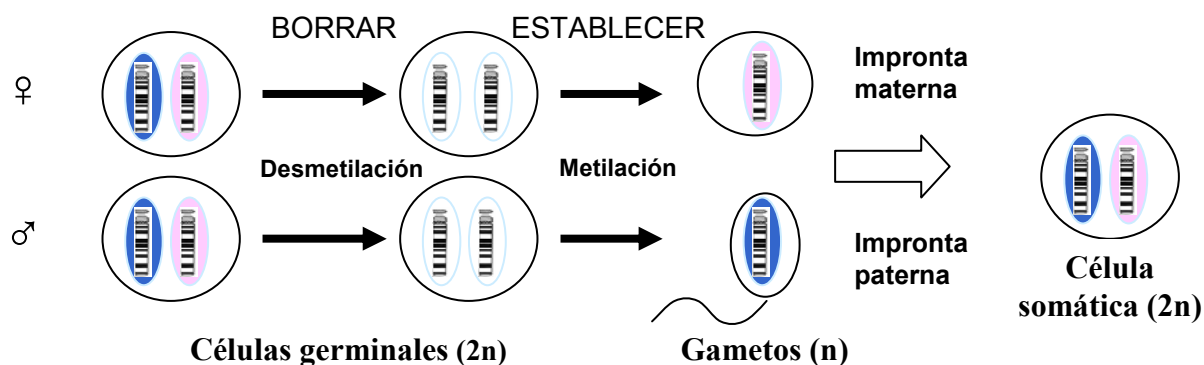 BORRAR
ESTABLECER
♀
Impronta
materna
Desmetilación
Metilación
♂
Impronta
paterna
Célula
somática (2n)
Células germinales (2n)
Gametos (n)